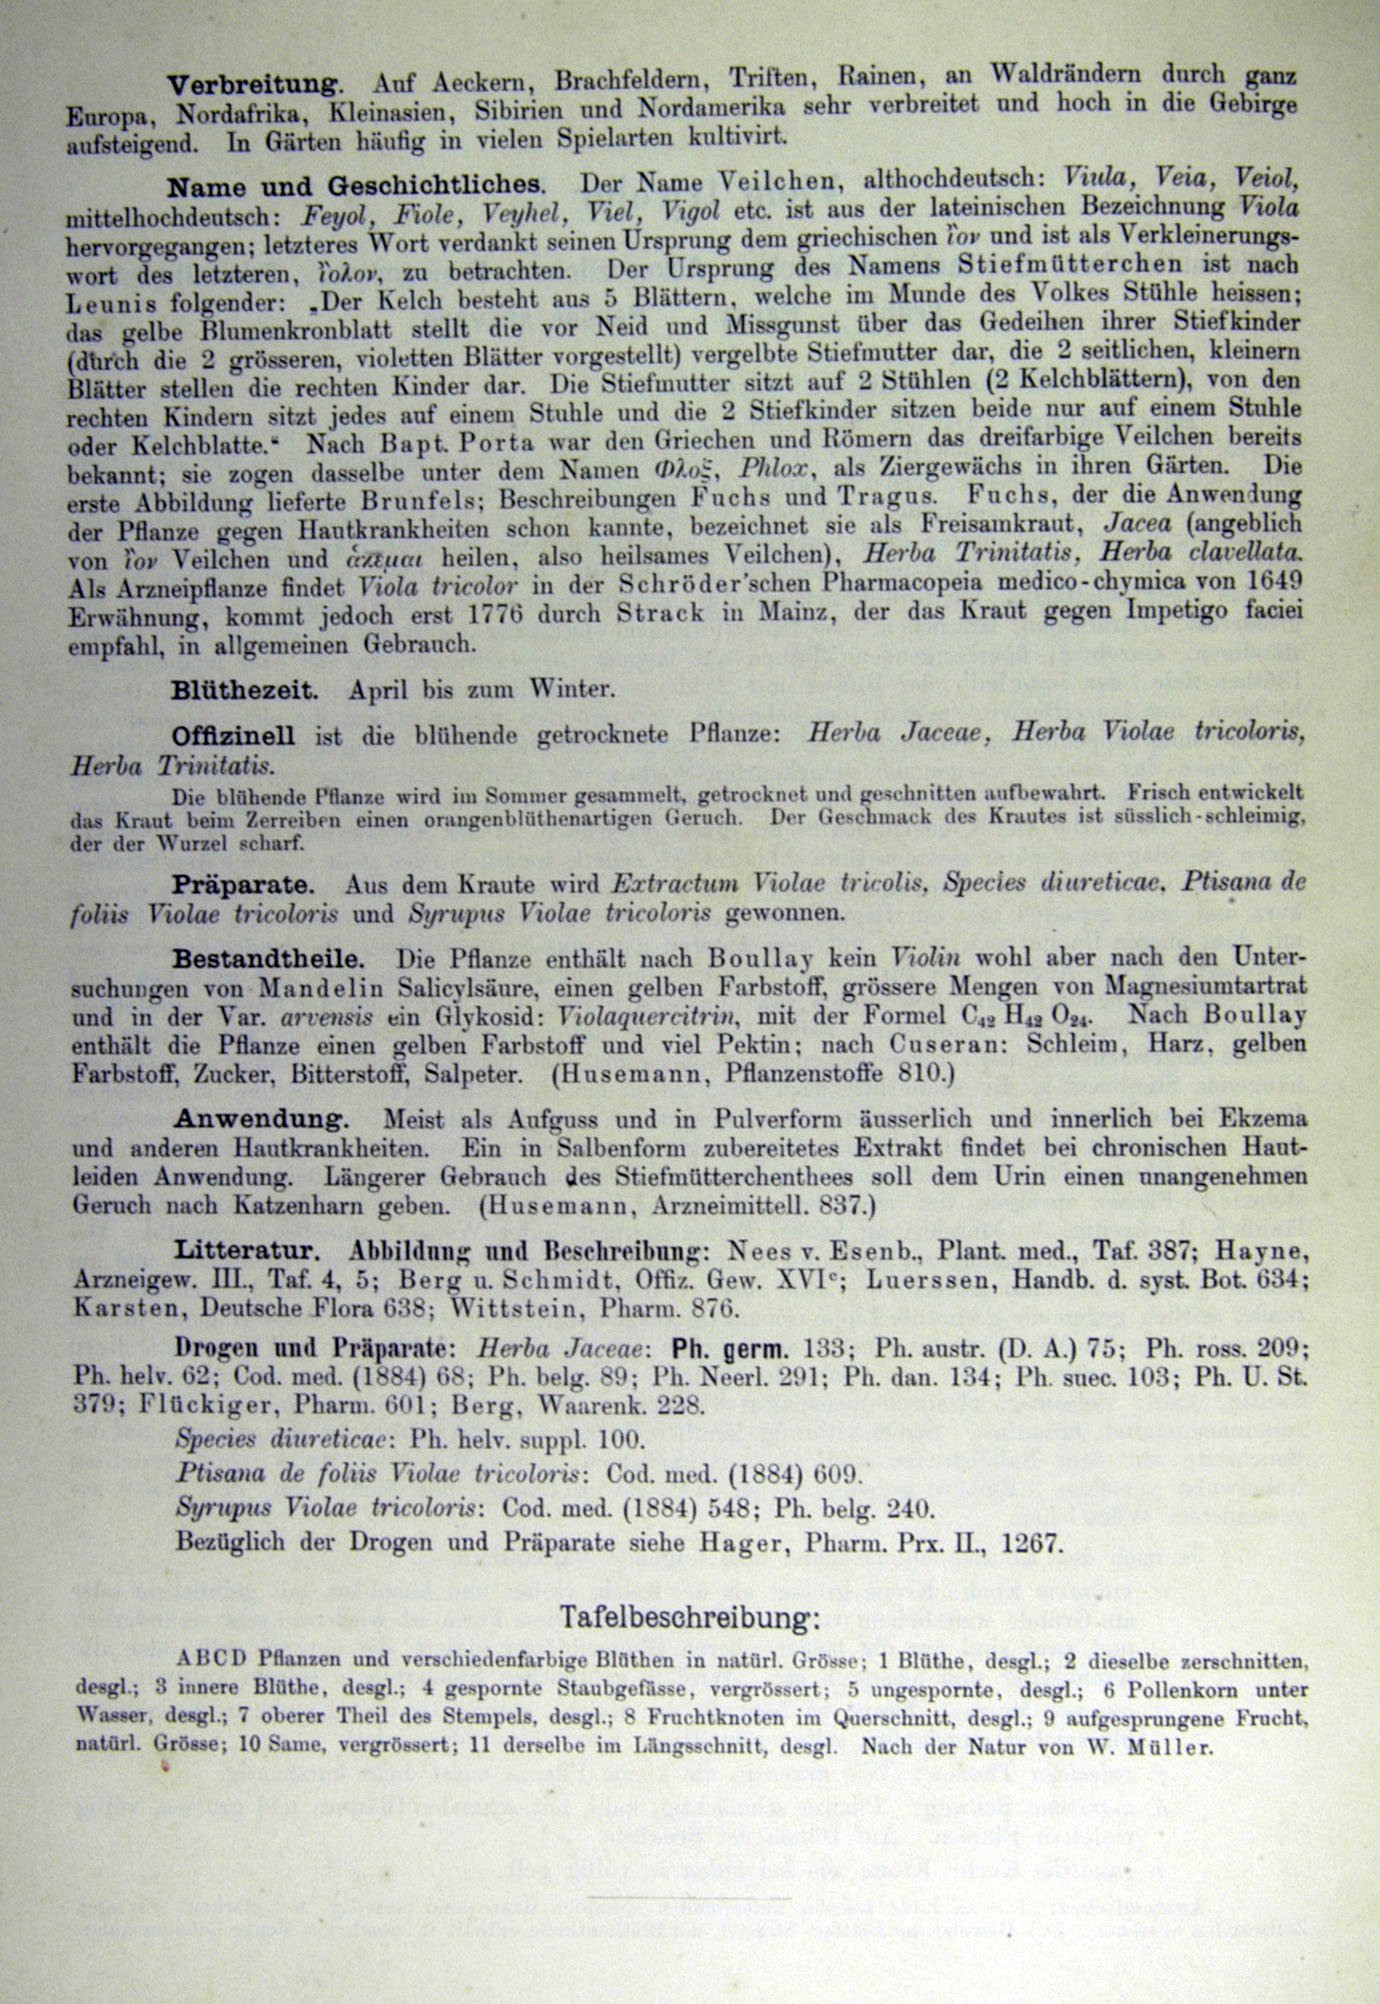 Verbreitung. Auf Aeckern, Brachfeldern, Triften, Rainen, an Waldrändern durch ganz
Europa, Nordafrika, Kleinasien, Sibirien und Nordamerika sehr verbreitet und hoch in die Gebirge
aufsteigend. In Gärten häufig in vielen Spielarten kultivirt.
Name und Geschichtliches. Der Name Veilchen, althochdeutsch: Viula, Veia, Veiol,
mittelhochdeutsch: Feyol, Fiole, Veyhel, Viel, Vigol etc. ist aus der lateinischen Bezeichnung Viola
hervorgegangen; letzteres Wort verdankt seinen Ursprung dem griechischen ἴον und ist als Verkleinerungs-
wort des letzteren, ἴολον, zu betrachten. Der Ursprung des Namens Stiefmütterchen ist nach
Leunis folgender: „Der Kelch besteht aus 5 Blättern, welche im Munde des Volkes Stühle heissen;
das gelbe Blumenkronblatt stellt die vor Neid und Missgunst über das Gedeihen ihrer Stiefkinder
(durch die 2 grösseren, violetten Blätter vorgestellt) vergelbte Stiefmutter dar, die 2 seitlichen, kleinern
Blätter stellen die rechten Kinder dar. Die Stiefmutter sitzt auf 2 Stühlen (2 Kelchblättern), von den
rechten Kindern sitzt jedes auf einem Stuhle und die 2 Stiefkinder sitzen beide nur auf einem Stuhle
oder Kelchblatte.“ Nach Bapt. Porta war den Griechen und Römern das dreifarbige Veilchen bereits
bekannt; sie zogen dasselbe unter dem Namen Φλοξ, Phlox, als Ziergewächs in ihren Gärten. Die
erste Abbildung lieferte Brunfels; Beschreibungen Fuchs und Tragus. Fuchs, der die Anwendung
der Pflanze gegen Hautkrankheiten schon kannte, bezeichnet sie als Freisamkraut, Jacea (angeblich
von ἴον Veilchen und ἀκεμαι heilen, also heilsames Veilchen), Herba Trinitatis, Herba clavellata.
Als Arzneipflanze findet Viola tricolor in der Schröder'schen Pharmacopeia medico-chymica von 1649
Erwähnung, kommt jedoch erst 1776 durch Strack in Mainz, der das Kraut gegen Impetigo faciei
empfahl, in allgemeinen Gebrauch.
Blüthezeit. April bis zum Winter.
Offizinell ist die blühende getrocknete Pflanze: Herba Jaceae, Herba Violae tricoloris,
Herba Trinitatis.
Die blühende Pflanze wird im Sommer gesammelt, getrocknet und geschnitten aufbewahrt. Frisch entwickelt
das Kraut beim Zerreiben einen orangenblüthenartigen Geruch. Der Geschmack des Krautes ist süsslich-schleimig,
der der Wurzel scharf.
Präparate. Aus dem Kraute wird Extractum Violae tricolis, Species diureticae, Ptisana de
foliis Violae tricoloris und Syrupus Violae tricoloris gewonnen.
Bestandtheile. Die Pflanze enthält nach Boullay kein Violin wohl aber nach den Unter-
suchungen von Mandelin Salicylsäure, einen gelben Farbstoff, grössere Mengen von Magnesiumtartrat
und in der Var. arvensis ein Glykosid: Violaquercitrin, mit der Formel C₄₂ H₄₂ O₂₄. Nach Boullay
enthält die Pflanze einen gelben Farbstoff und viel Pektin; nach Cuseran: Schleim, Harz, gelben
Farbstoff, Zucker, Bitterstoff, Salpeter. (Husemann, Pflanzenstoffe 810.)
Anwendung. Meist als Aufguss und in Pulverform äusserlich und innerlich bei Ekzema
und anderen Hautkrankheiten. Ein in Salbenform zubereitetes Extrakt findet bei chronischen Haut-
leiden Anwendung. Längerer Gebrauch des Stiefmütterchenthees soll dem Urin einen unangenehmen
Geruch nach Katzenharn geben. (Husemann, Arzneimittell. 837.)
Litteratur. Abbildung und Beschreibung: Nees v. Esenb., Plant. med., Taf. 387; Hayne,
Arzneigew. III., Taf. 4, 5; Berg u. Schmidt, Offiz. Gew. XVIᶜ; Luerssen, Handb. d. syst. Bot. 634;
Karsten, Deutsche Flora 638; Wittstein, Pharm. 876.
Drogen und Präparate: Herba Jaceae: Ph. germ. 133; Ph. austr. (D. A.) 75; Ph. ross. 209;
Ph. helv. 62; Cod. med. (1884) 68; Ph. belg. 89; Ph. Neerl. 291; Ph. dan. 134; Ph. suec. 103; Ph. U. St.
379; Flückiger, Pharm. 601; Berg, Waarenk. 228.
Species diureticae: Ph. helv. suppl. 100.
Ptisana de foliis Violae tricoloris: Cod. med. (1884) 609.
Syrupus Violae tricoloris: Cod. med. (1884) 548; Ph. belg. 240.
Bezüglich der Drogen und Präparate siehe Hager, Pharm. Prx. II., 1267.
Tafelbeschreibung:
ABCD Pflanzen und verschiedenfarbige Blüthen in natürl. Grösse; 1 Blüthe, desgl.; 2 dieselbe zerschnitten,
desgl.; 3 innere Blüthe, desgl.; 4 gespornte Staubgefässe, vergrössert; 5 ungespornte, desgl.; 6 Pollenkorn unter
Wasser, desgl.; 7 oberer Theil des Stempels, desgl.; 8 Fruchtknoten im Querschnitt, desgl.; 9 aufgesprungene Frucht,
natürl. Grösse; 10 Same, vergrössert; 11 derselbe im Längsschnitt, desgl. Nach der Natur von W. Müller.